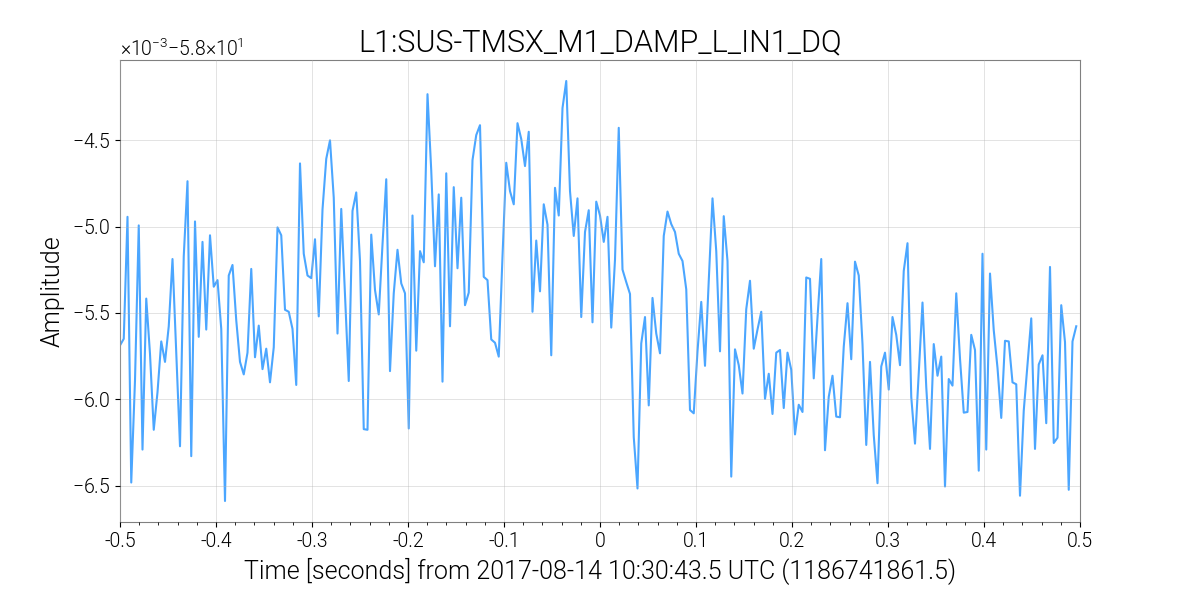 L1:SUS-TMSX_M1_DAMP_L_IN1_DQ
×10⁻³−5.8×10¹
Amplitude
−4.5
−5.0
−5.5
−6.0
−6.5
-0.5 -0.4 -0.3 -0.2 -0.1 0 0.1 0.2 0.3 0.4 0.5
Time [seconds] from 2017-08-14 10:30:43.5 UTC (1186741861.5)